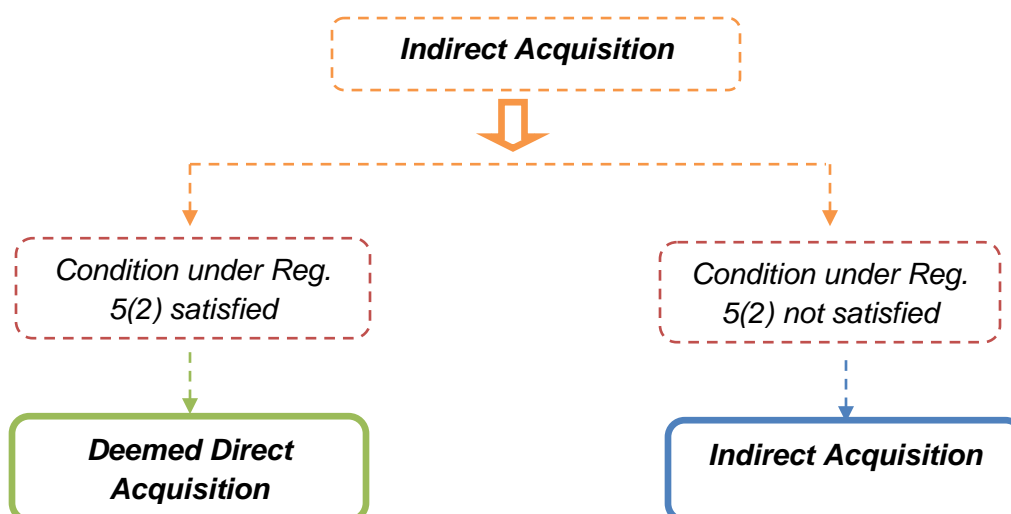 Indirect Acquisition
Condition under Reg.
5(2) satisfied
Condition under Reg.
5(2) not satisfied
Deemed Direct
Acquisition
Indirect Acquisition